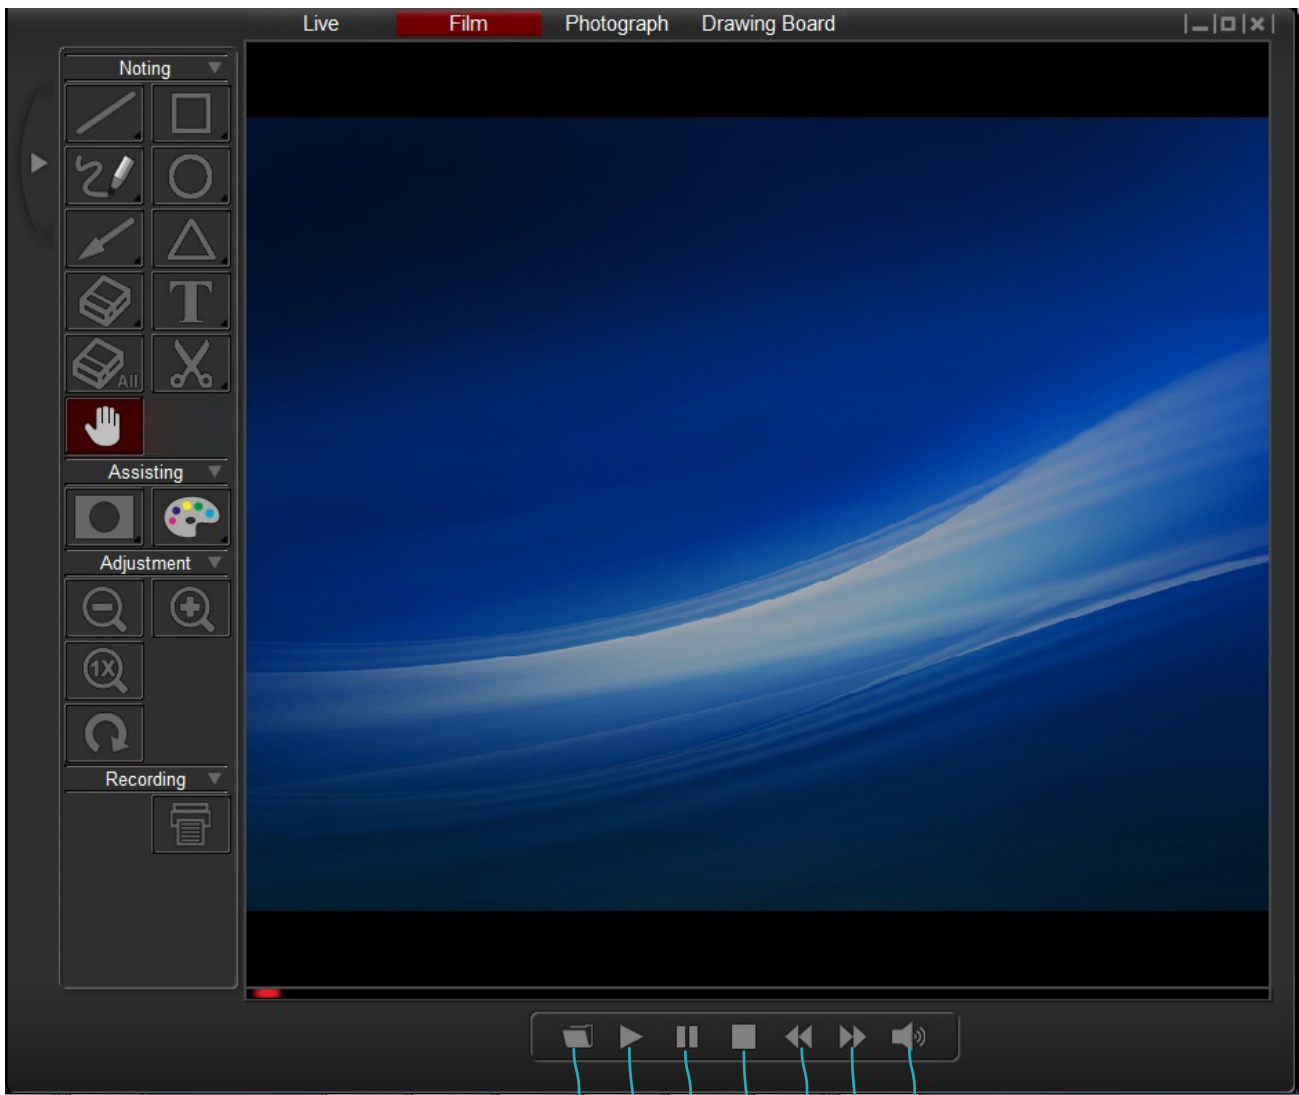 Live Film Photograph Drawing Board
Noting
T
All
Assisting
Adjustment
1X
Recording